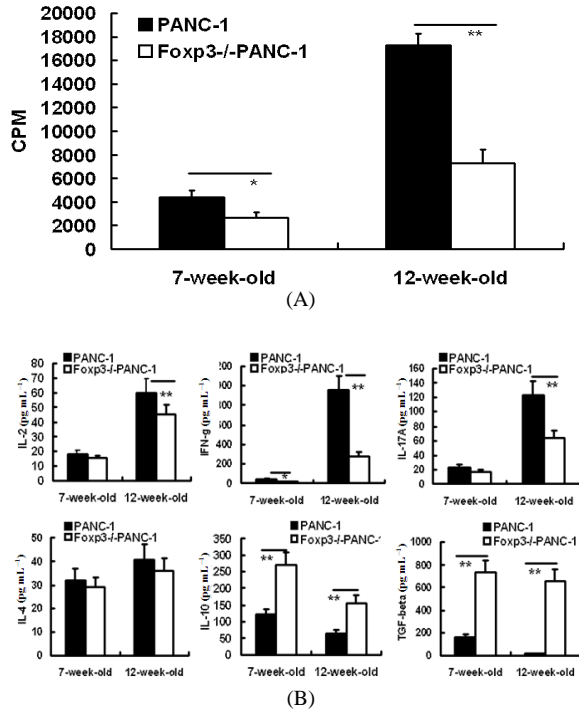 20000
18000
16000
14000
12000
10000
8000
6000
4000
2000
0
CPM
PANC-1
Foxp3-/-PANC-1
*
**
7-week-old
12-week-old
(A)
PANC-1
Foxp3-/-PANC-1
80
70
60
50
40
30
20
10
0
IL-2 (pg mL⁻¹)
**
7-week-old
12-week-old
PANC-1
Foxp3-/-PANC-1
800
600
400
200
0
IFN-g (pg mL⁻¹)
*
**
7-week-old
12-week-old
PANC-1
Foxp3-/-PANC-1
160
140
120
100
80
60
40
20
0
IL-17A (pg mL⁻¹)
**
7-week-old
12-week-old
PANC-1
Foxp3-/-PANC-1
50
40
30
20
10
0
IL-4 (pg mL⁻¹)
7-week-old
12-week-old
PANC-1
Foxp3-/-PANC-1
350
300
250
200
150
100
50
0
IL-10 (pg mL⁻¹)
**
**
7-week-old
12-week-old
PANC-1
Foxp3-/-PANC-1
1000
800
600
400
200
0
TGF-beta (pg mL⁻¹)
**
**
7-week-old
12-week-old
(B)